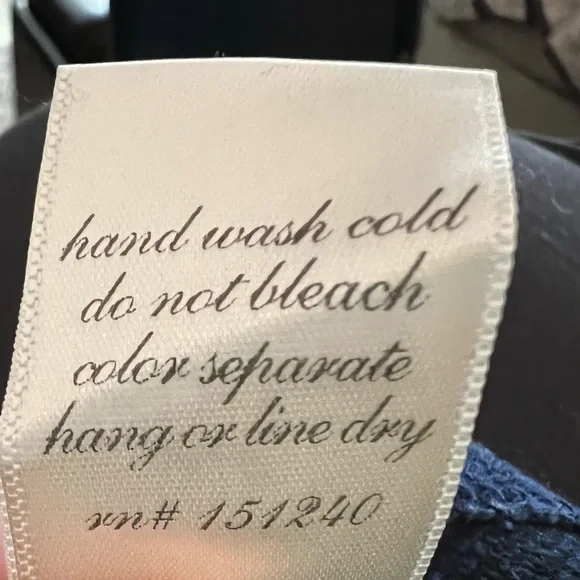 hand wash cold
do not bleach
color separate
hang or line dry
rn# 151240